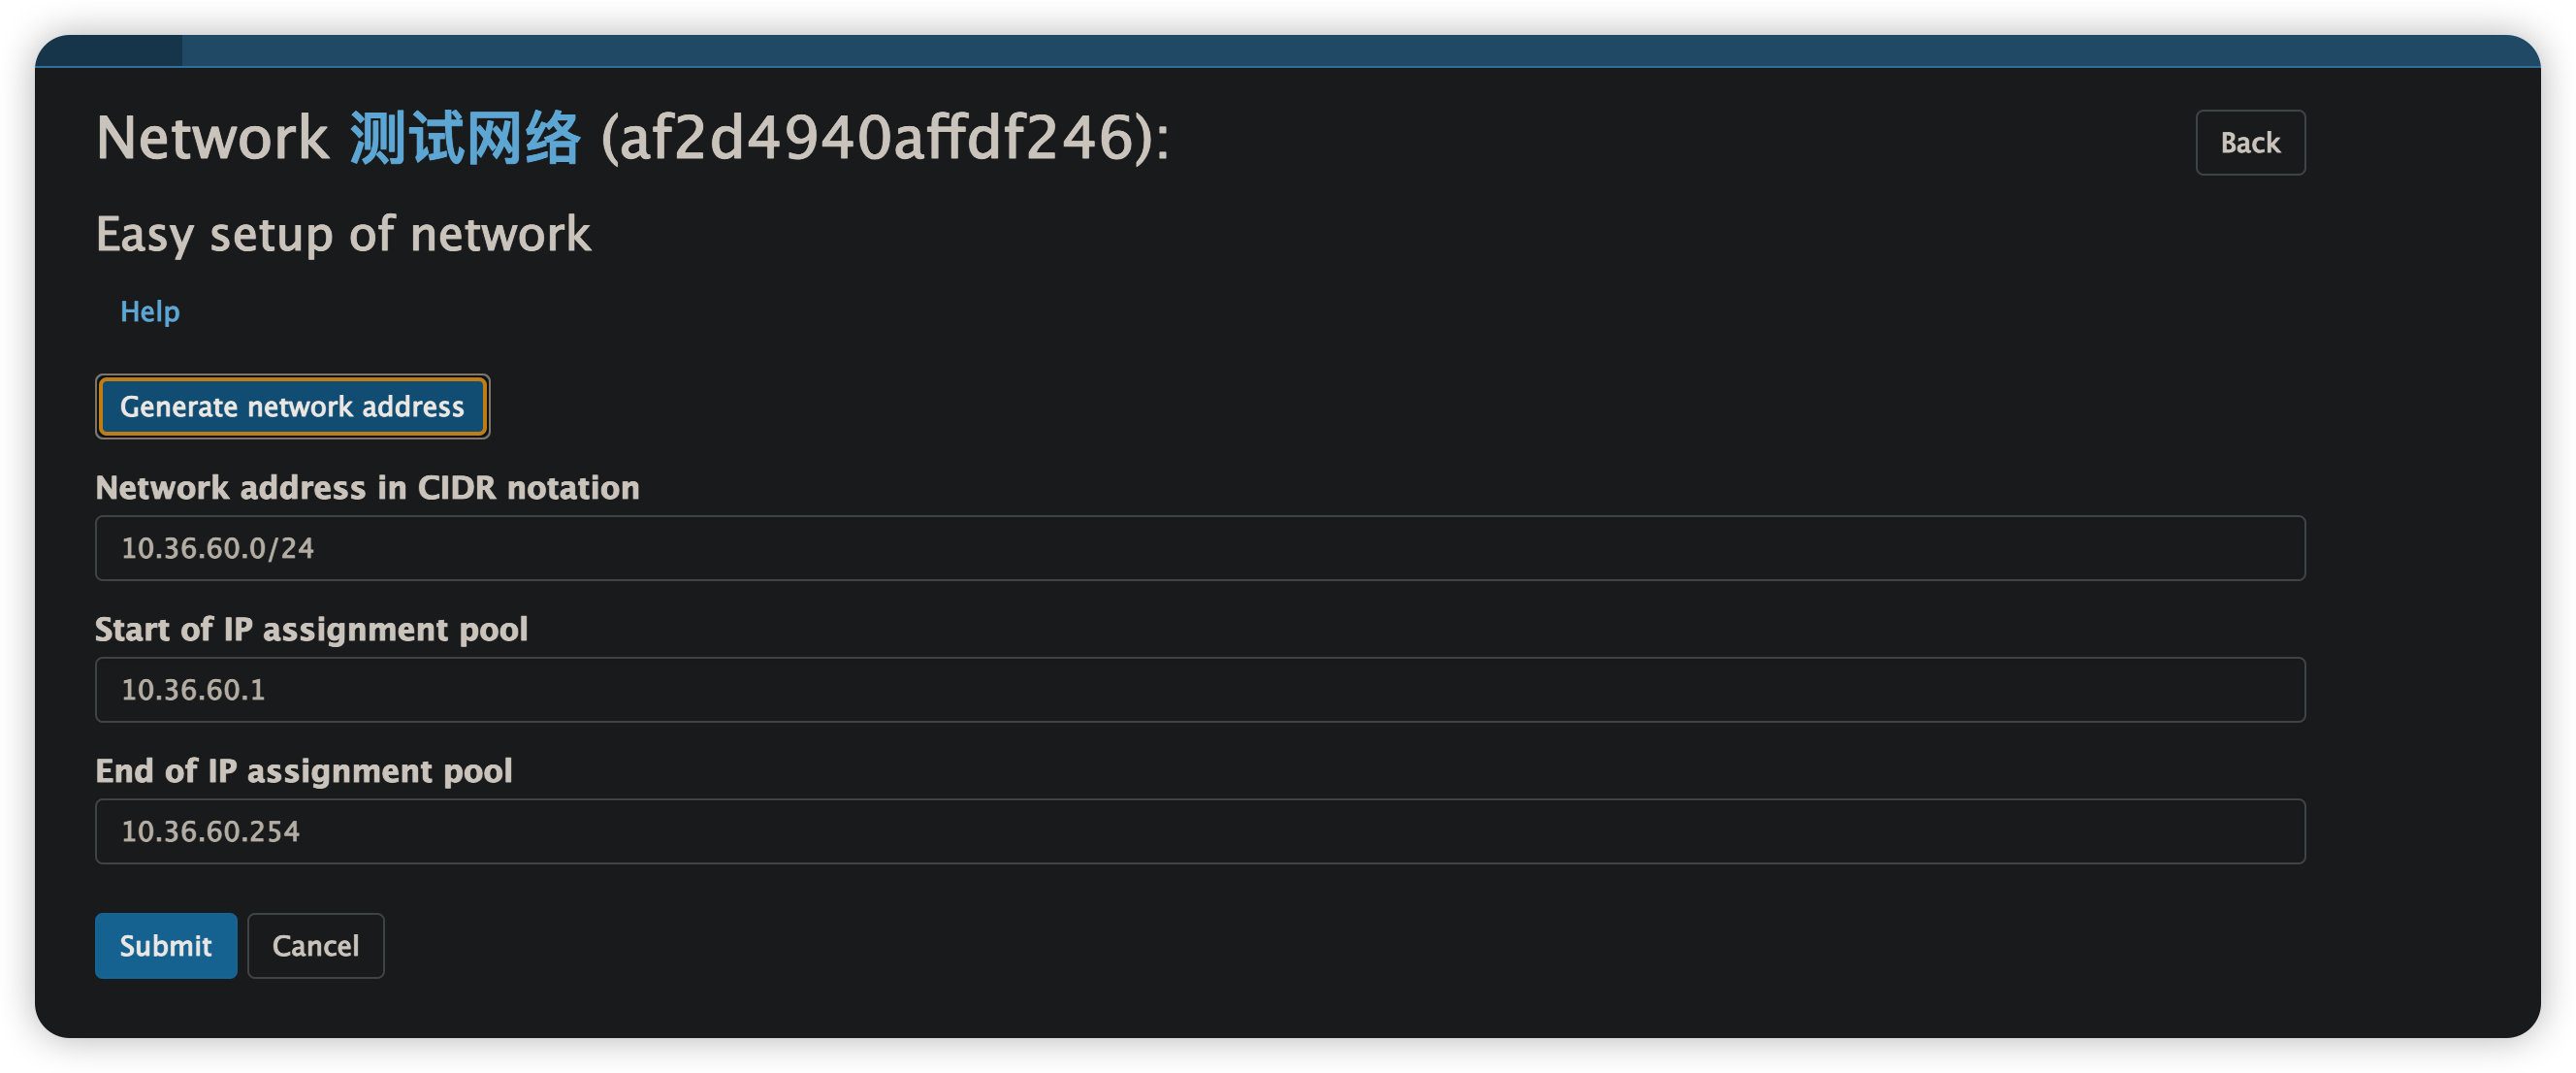 Network 测试网络 (af2d4940affdf246):
Back
Easy setup of network
Help
Generate network address
Network address in CIDR notation
10.36.60.0/24
Start of IP assignment pool
10.36.60.1
End of IP assignment pool
10.36.60.254
Submit
Cancel